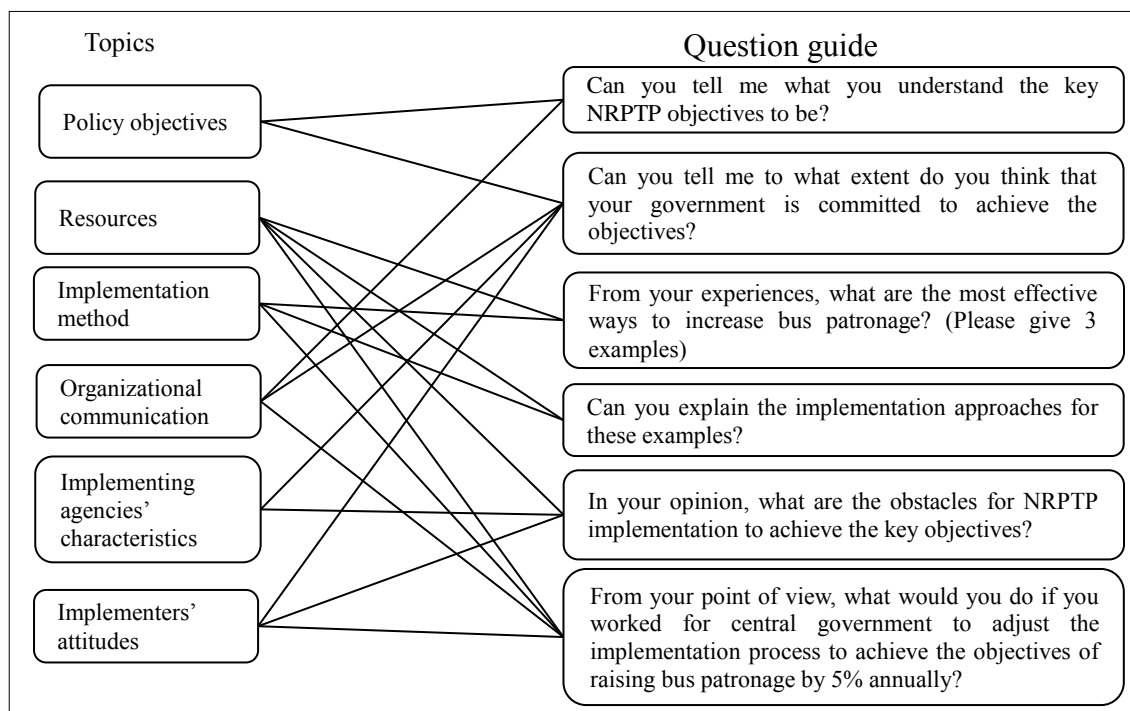 Topics
Question guide
Policy objectives
Resources
Implementation
method
Organizational
communication
Implementing
agencies’
characteristics
Implementers’
attitudes
Can you tell me what you understand the key
NRPTP objectives to be?
Can you tell me to what extent do you think that
your government is committed to achieve the
objectives?
From your experiences, what are the most effective
ways to increase bus patronage? (Please give 3
examples)
Can you explain the implementation approaches for
these examples?
In your opinion, what are the obstacles for NRPTP
implementation to achieve the key objectives?
From your point of view, what would you do if you
worked for central government to adjust the
implementation process to achieve the objectives of
raising bus patronage by 5% annually?